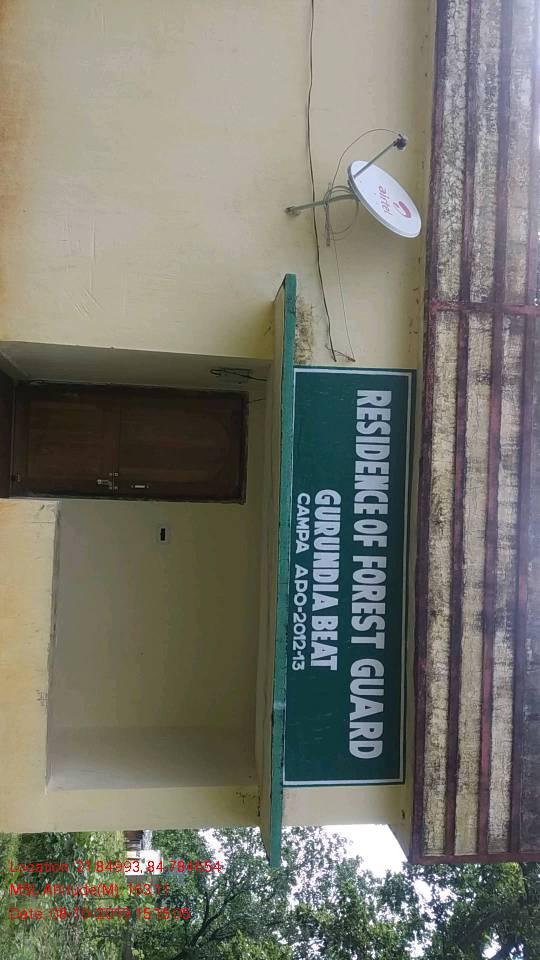 airtel
RESIDENCE OF FOREST GUARD
GURUNDIA BEAT
CAMPA APO-2012-13
Location: 21.84993, 84.784654
MSL Altitude(M): 163.11
Date: 08-10-2019 15:15:05